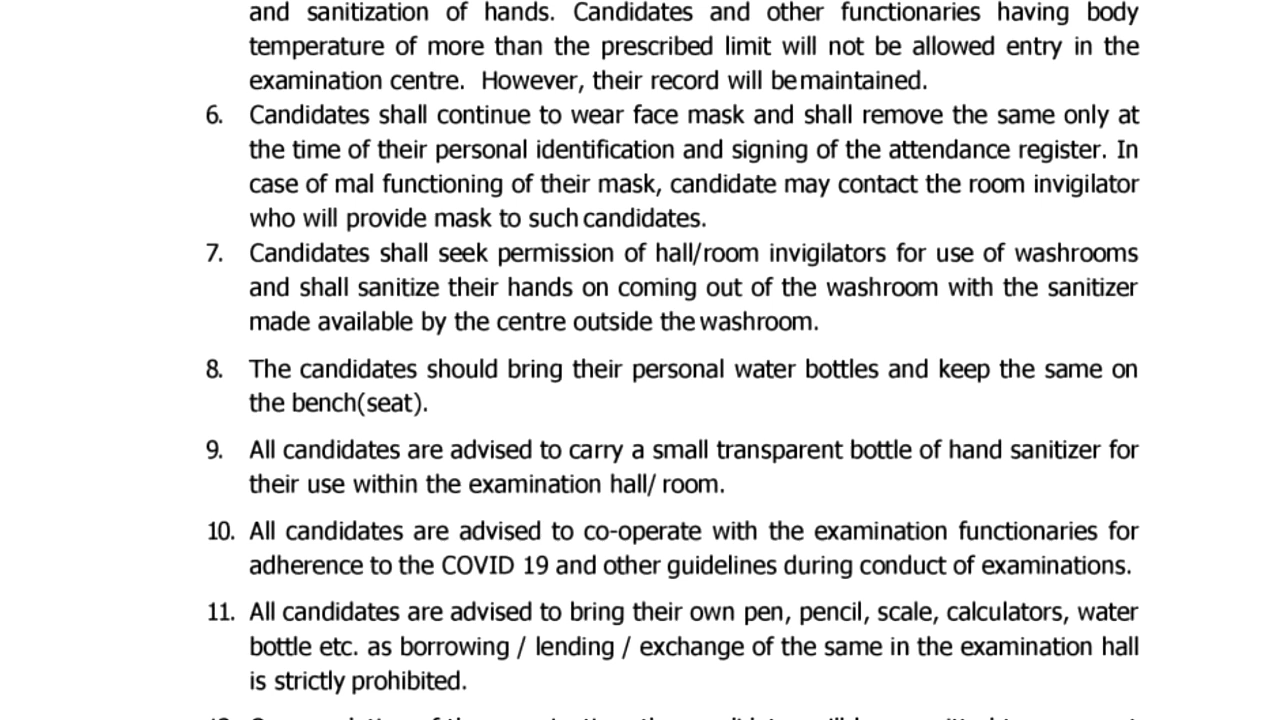 and sanitization of hands. Candidates and other functionaries having body
temperature of more than the prescribed limit will not be allowed entry in the
examination centre. However, their record will be maintained.
6. Candidates shall continue to wear face mask and shall remove the same only at
the time of their personal identification and signing of the attendance register. In
case of mal functioning of their mask, candidate may contact the room invigilator
who will provide mask to such candidates.
7. Candidates shall seek permission of hall/room invigilators for use of washrooms
and shall sanitize their hands on coming out of the washroom with the sanitizer
made available by the centre outside the washroom.
8. The candidates should bring their personal water bottles and keep the same on
the bench(seat).
9. All candidates are advised to carry a small transparent bottle of hand sanitizer for
their use within the examination hall/ room.
10. All candidates are advised to co-operate with the examination functionaries for
adherence to the COVID 19 and other guidelines during conduct of examinations.
11. All candidates are advised to bring their own pen, pencil, scale, calculators, water
bottle etc. as borrowing / lending / exchange of the same in the examination hall
is strictly prohibited.